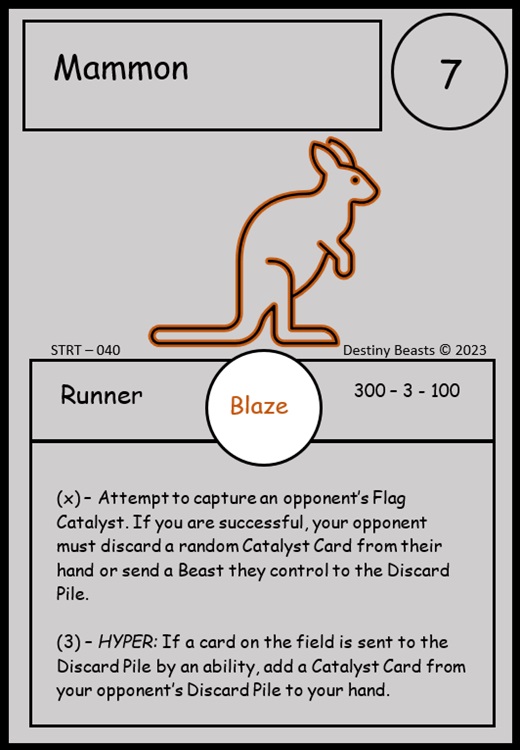 Mammon
7
STRT – 040
Destiny Beasts © 2023
Runner
Blaze
300 – 3 - 100
(x) – Attempt to capture an opponent's Flag
Catalyst. If you are successful, your opponent
must discard a random Catalyst Card from their
hand or send a Beast they control to the Discard
Pile.
(3) – HYPER: If a card on the field is sent to the
Discard Pile by an ability, add a Catalyst Card from
your opponent's Discard Pile to your hand.